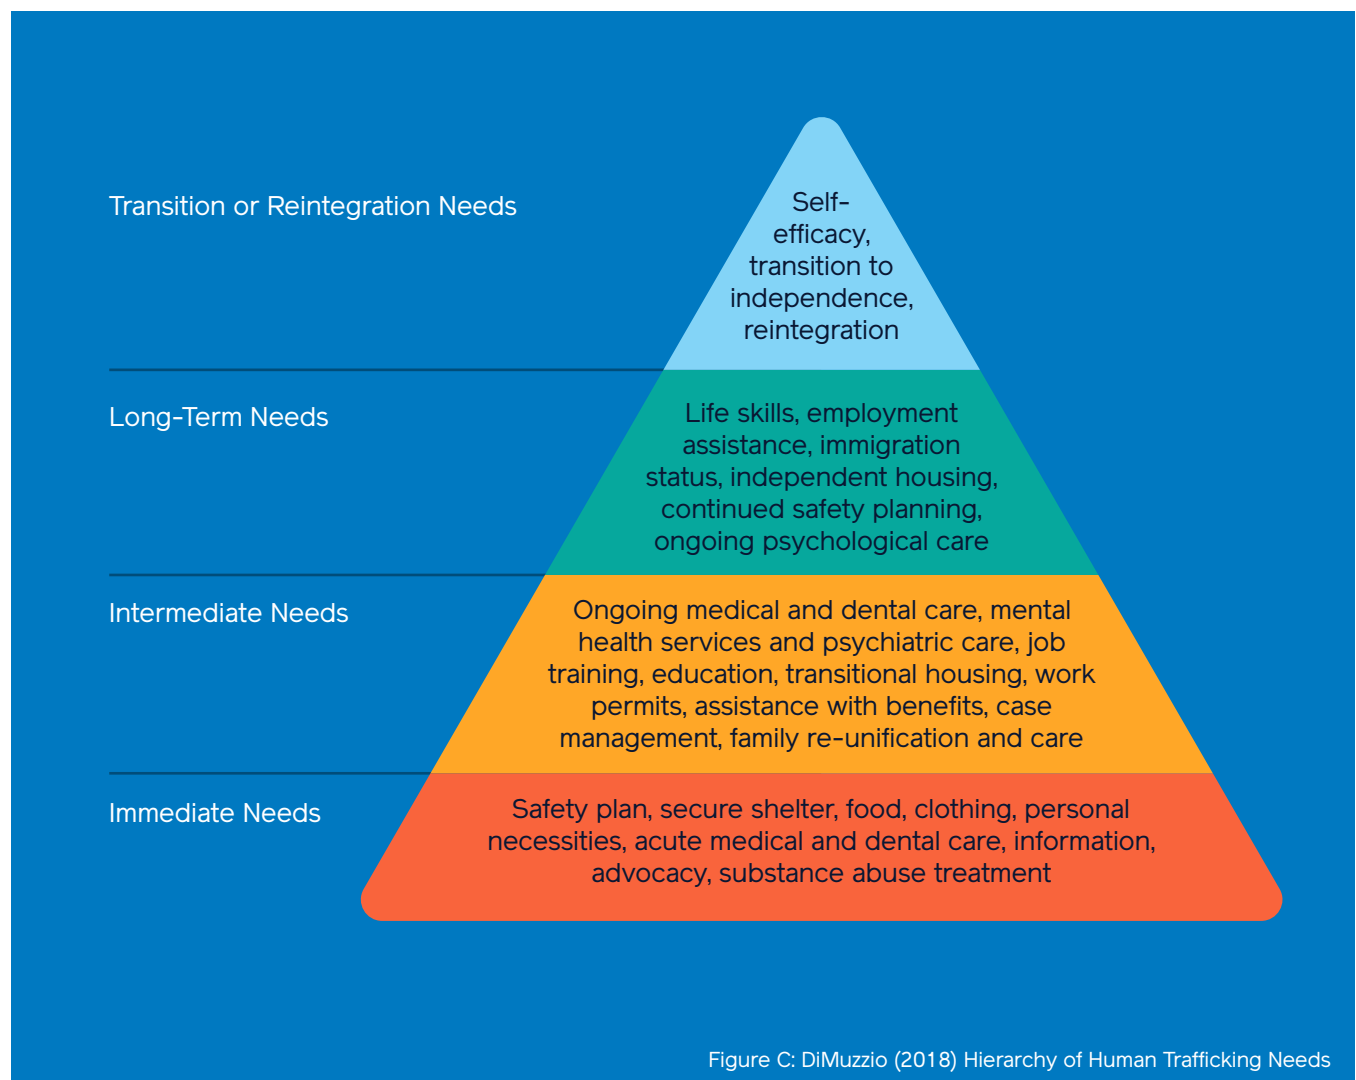 Transition or Reintegration Needs
Self-
efficacy,
transition to
independence,
reintegration
Long-Term Needs
Life skills, employment
assistance, immigration
status, independent housing,
continued safety planning,
ongoing psychological care
Intermediate Needs
Ongoing medical and dental care, mental
health services and psychiatric care, job
training, education, transitional housing, work
permits, assistance with benefits, case
management, family re-unification and care
Immediate Needs
Safety plan, secure shelter, food, clothing, personal
necessities, acute medical and dental care, information,
advocacy, substance abuse treatment
Figure C: DiMuzzio (2018) Hierarchy of Human Trafficking Needs